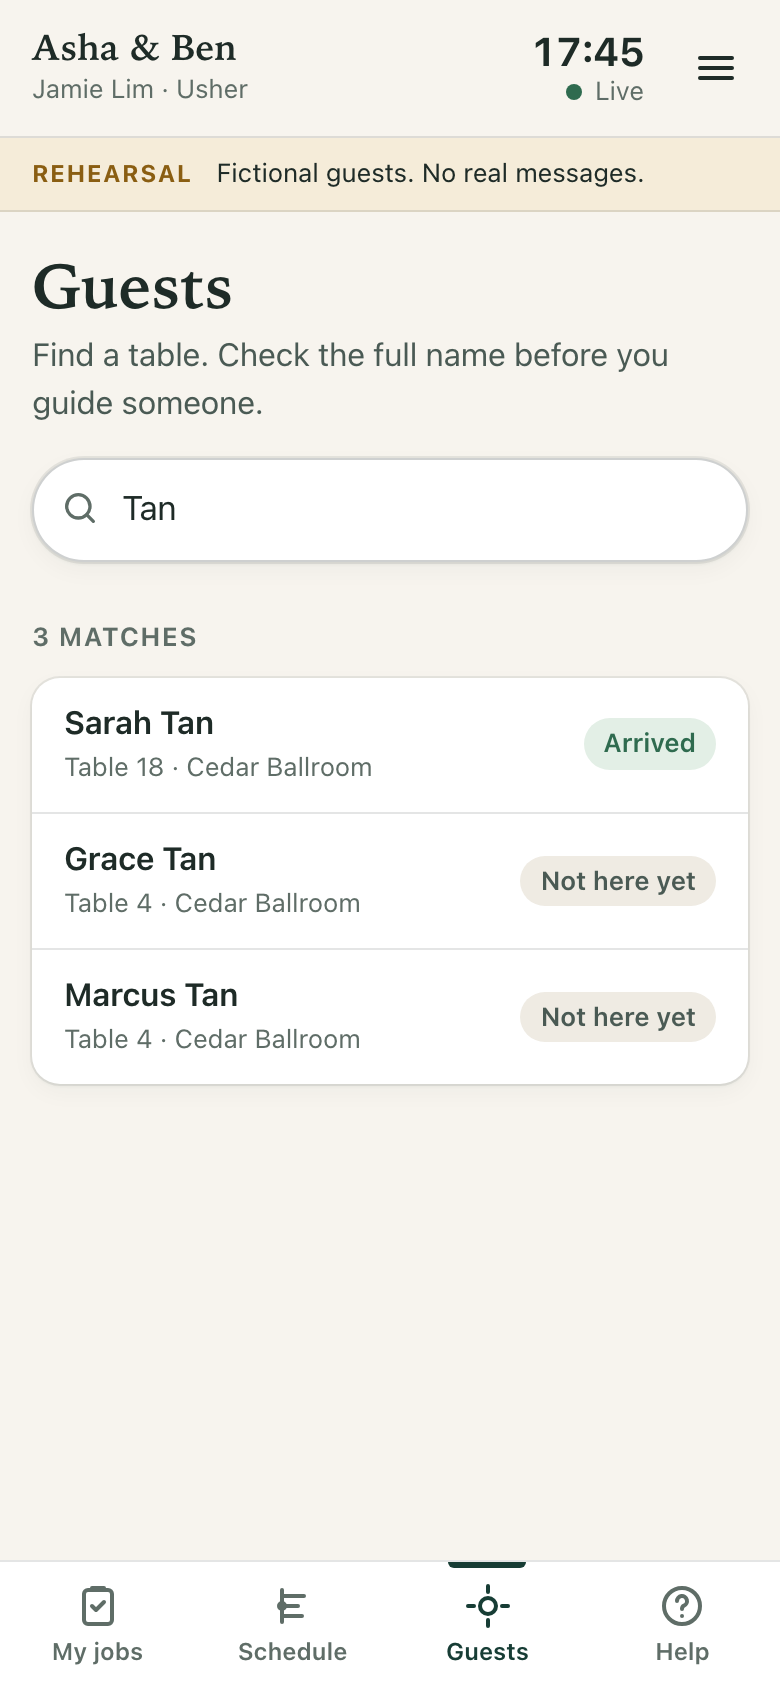 Asha & Ben
Jamie Lim · Usher
17:45
Live
REHEARSAL Fictional guests. No real messages.
Guests
Find a table. Check the full name before you
guide someone.
Tan
3 MATCHES
Sarah Tan
Table 18 · Cedar Ballroom
Arrived
Grace Tan
Table 4 · Cedar Ballroom
Not here yet
Marcus Tan
Table 4 · Cedar Ballroom
Not here yet
My jobs
Schedule
Guests
Help